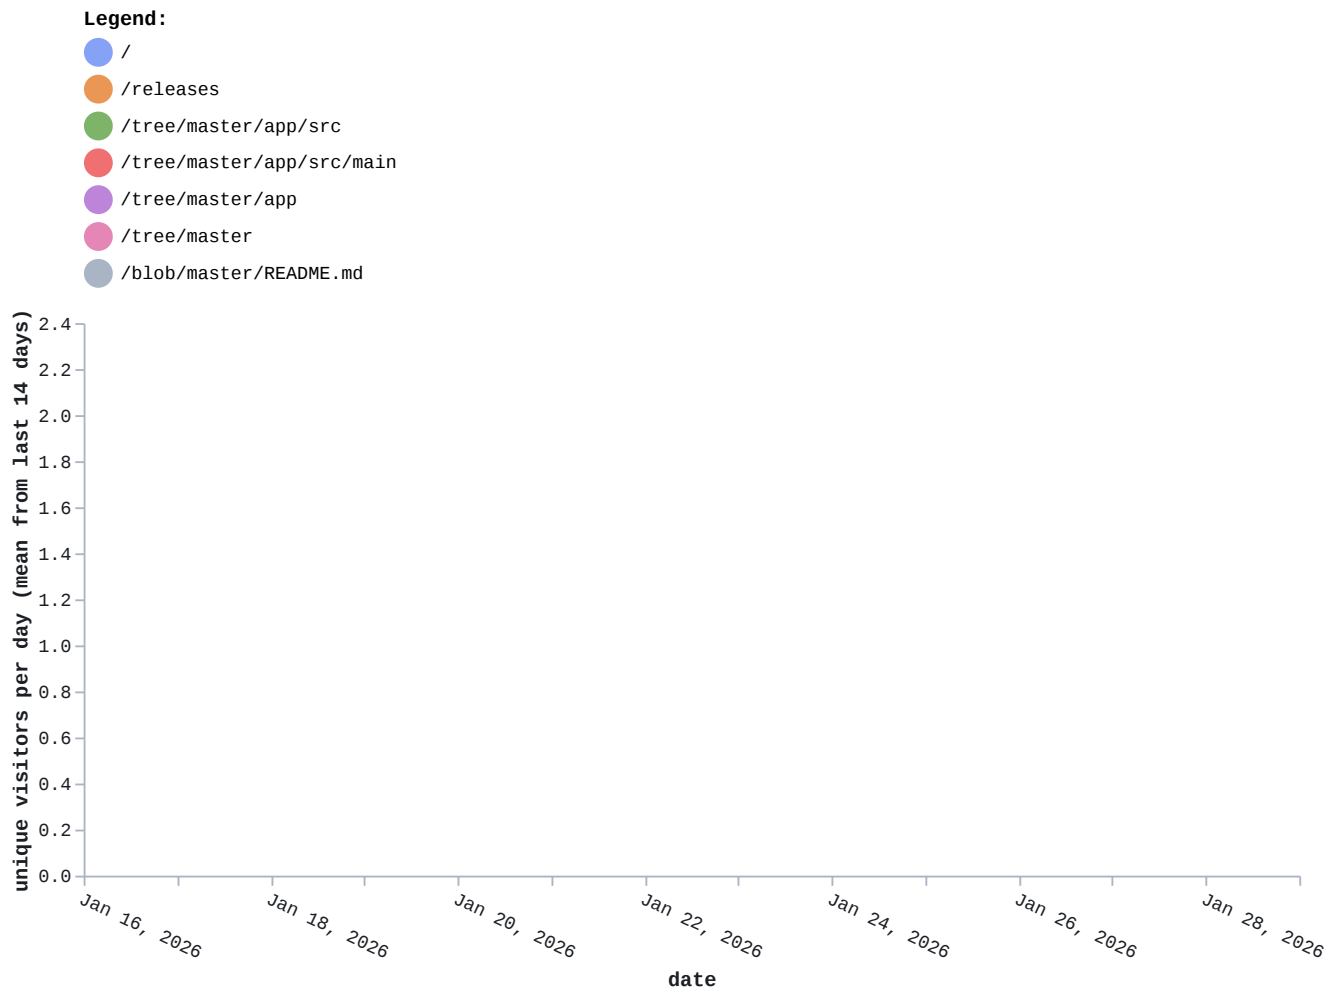 Legend:
/
/releases
/tree/master/app/src
/tree/master/app/src/main
/tree/master/app
/tree/master
/blob/master/README.md
unique visitors per day (mean from last 14 days)
2.4
2.2
2.0
1.8
1.6
1.4
1.2
1.0
0.8
0.6
0.4
0.2
0.0
Jan 16, 2026
Jan 18, 2026
Jan 20, 2026
Jan 22, 2026
Jan 24, 2026
Jan 26, 2026
Jan 28, 2026
date